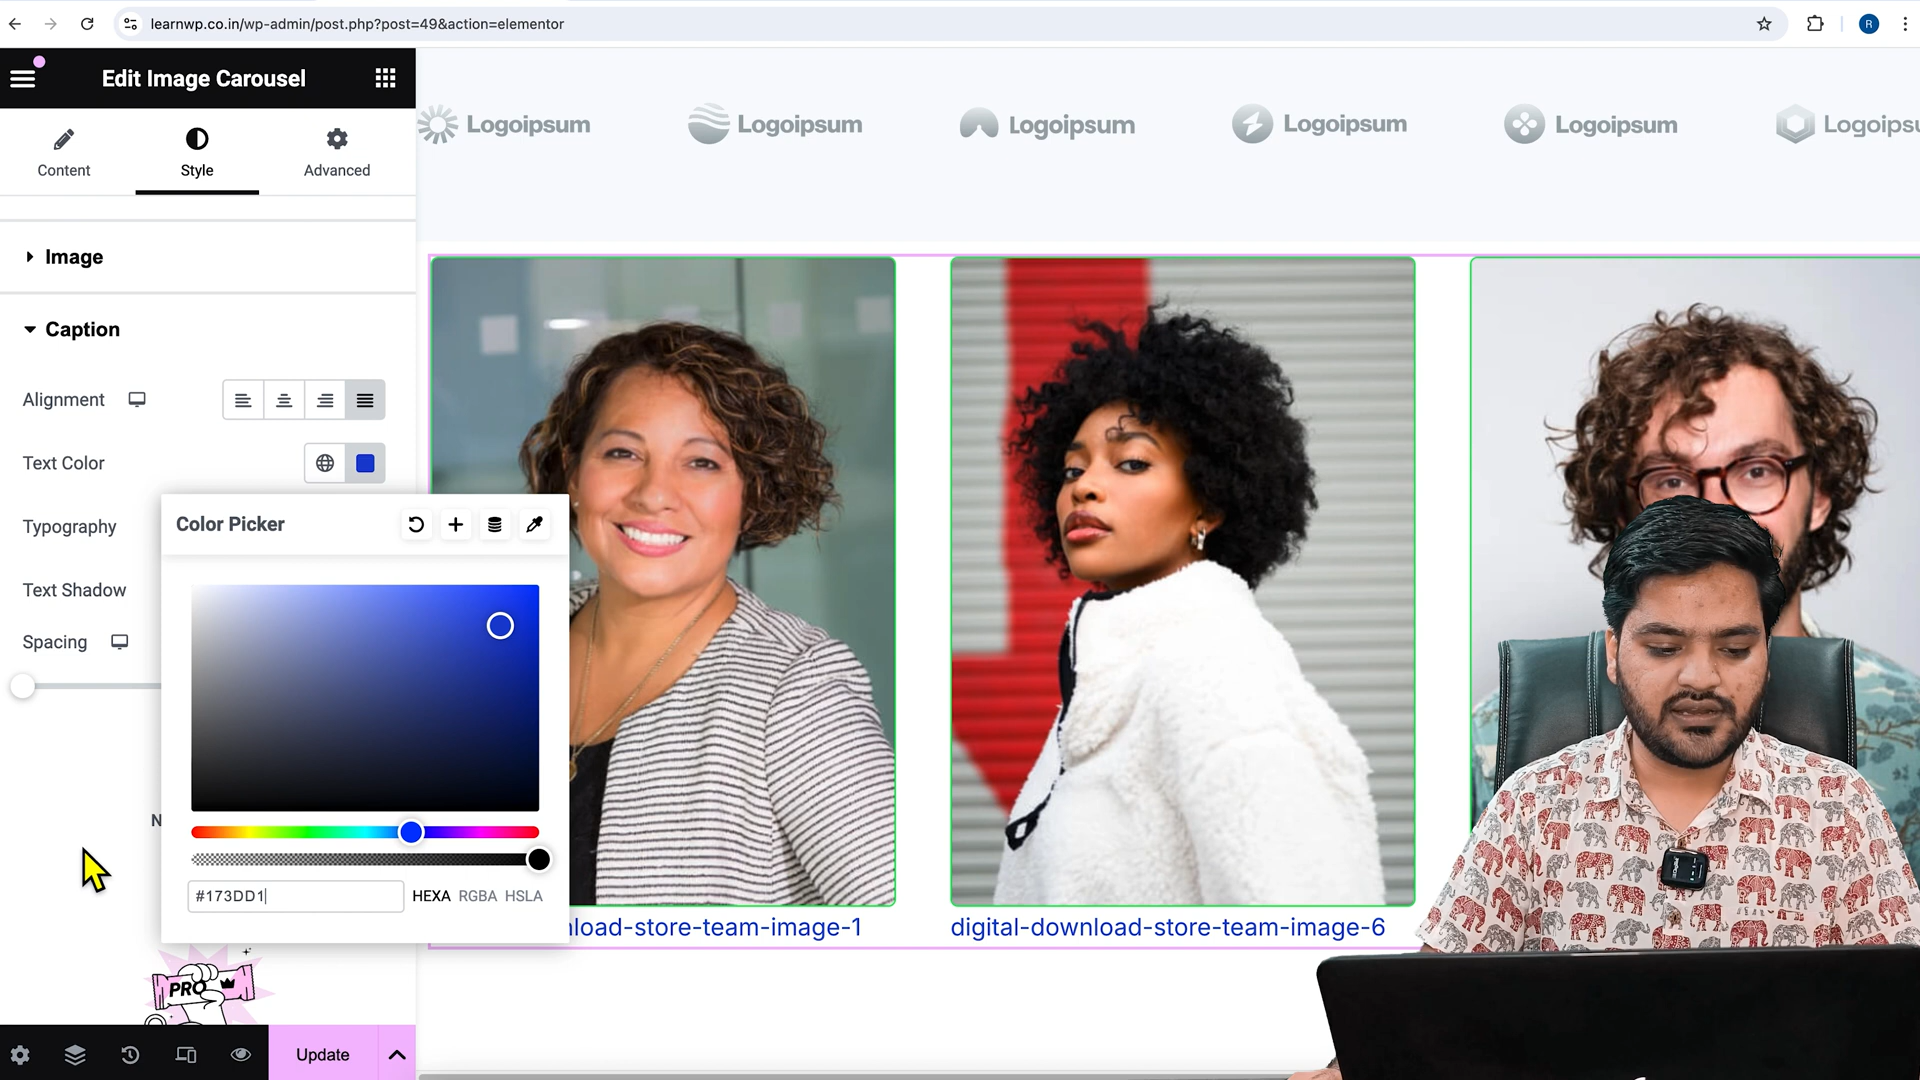 learnwp.co.in/wp-admin/post.php?post=49&action=elementor
R
Edit Image Carousel
Content
Style
Advanced
Logoipsum
Logoipsum
Logoipsum
Logoipsum
Logoipsum
Logoipsu
Image
Caption
Alignment
Text Color
Typography
Text Shadow
Spacing
Color Picker
#173DD1
HEXA
RGBA
HSLA
N
load-store-team-image-1
digital-download-store-team-image-6
PRO
Update